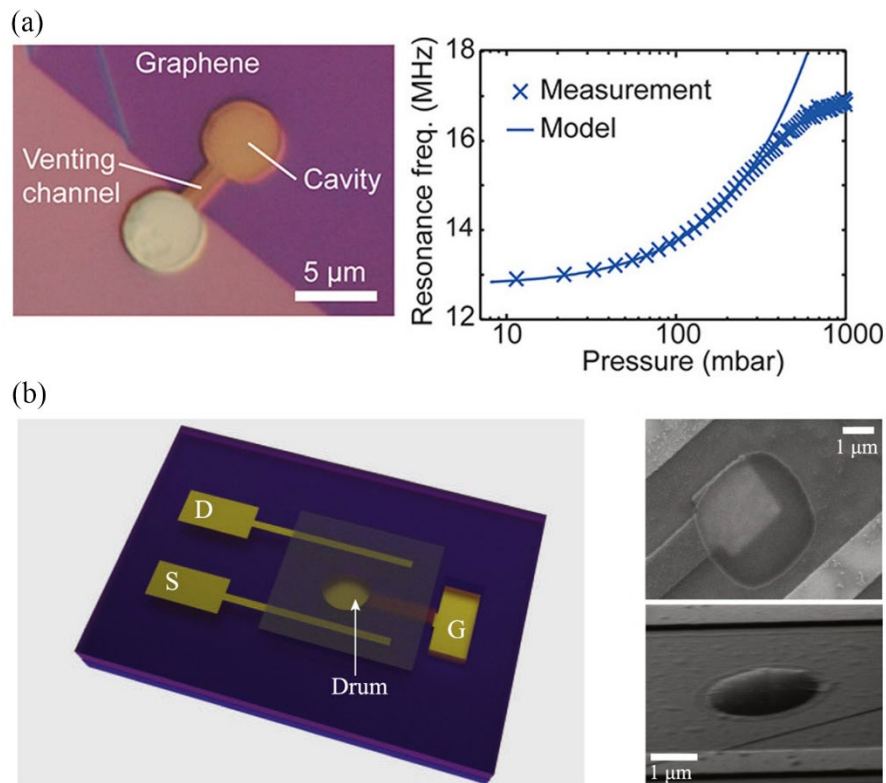 (a)
Graphene
Venting
channel
Cavity
5 μm
Resonance freq. (MHz)
18
16
14
12
Measurement
Model
10
100
1000
Pressure (mbar)
(b)
D
S
G
Drum
1 μm
1 μm